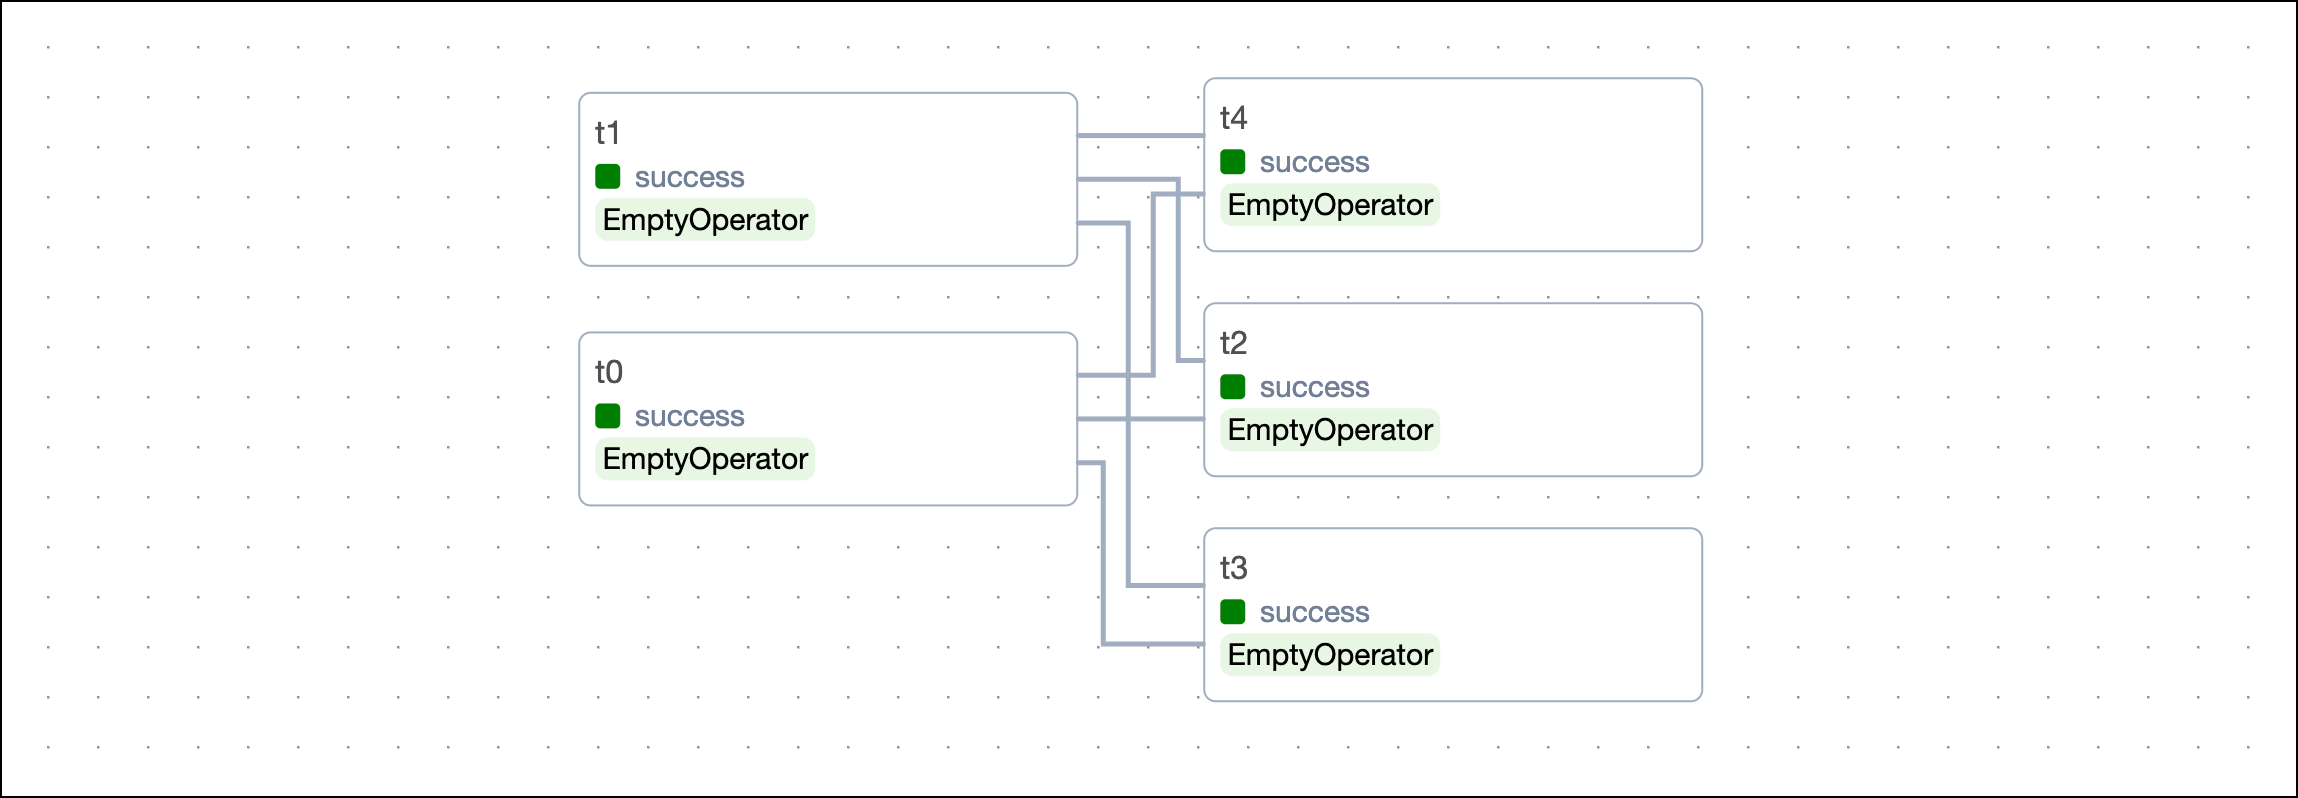 t1
success
EmptyOperator
t0
success
EmptyOperator
t4
success
EmptyOperator
t2
success
EmptyOperator
t3
success
EmptyOperator